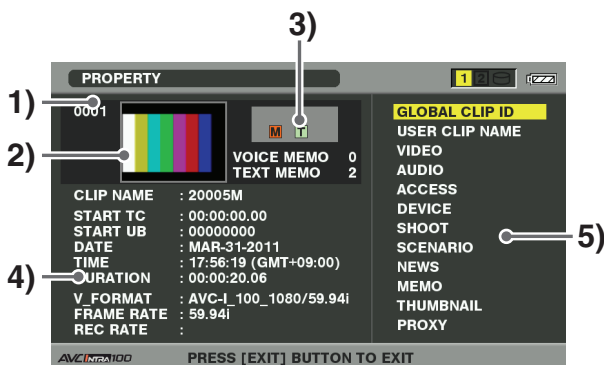 3)
PROPERTY
1 2
1)
0001
2)
M T
VOICE MEMO 0
TEXT MEMO 2
CLIP NAME : 20005M
START TC : 00:00:00.00
START UB : 00000000
DATE : MAR-31-2011
TIME : 17:56:19 (GMT+09:00)
4)
DURATION : 00:00:20.06
V_FORMAT : AVC-I_100_1080/59.94i
FRAME RATE : 59.94i
REC RATE :
GLOBAL CLIP ID
USER CLIP NAME
VIDEO
AUDIO
ACCESS
DEVICE
SHOOT
5)
SCENARIO
NEWS
MEMO
THUMBNAIL
PROXY
AVC INTRA 100
PRESS [EXIT] BUTTON TO EXIT